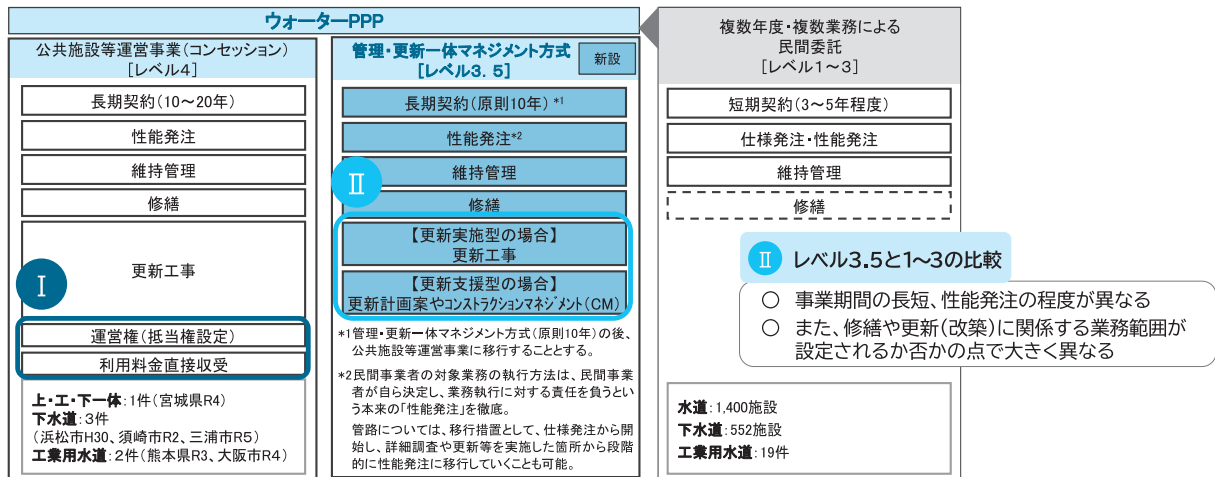 ウォーターPPP
公共施設等運営事業(コンセッション)
[レベル4]
長期契約(10～20年)
性能発注
維持管理
修繕
更新工事
Ⅰ
運営権(抵当権設定)
利用料金直接収受
上・工・下一体:1件(宮城県R4)
下水道:3件
(浜松市H30、須崎市R2、三浦市R5)
工業用水道:2件(熊本県R3、大阪市R4)
管理・更新一体マネジメント方式
[レベル3.5]
新設
長期契約(原則10年)*1
性能発注*2
維持管理
Ⅱ
修繕
【更新実施型の場合】
更新工事
【更新支援型の場合】
更新計画案やコンストラクションマネジメント(CM)
*1管理・更新一体マネジメント方式(原則10年)の後、
公共施設等運営事業に移行することとする。
*2民間事業者の対象業務の執行方法は、民間事業
者が自ら決定し、業務執行に対する責任を負うとい
う本来の「性能発注」を徹底。
管路については、移行措置として、仕様発注から開
始し、詳細調査や更新等を実施した箇所から段階
的に性能発注に移行していくことも可能。
複数年度・複数業務による
民間委託
[レベル1～3]
短期契約(3～5年程度)
仕様発注・性能発注
維持管理
修繕
Ⅱ レベル3.5と1～3の比較
○ 事業期間の長短、性能発注の程度が異なる
○ また、修繕や更新(改築)に関係する業務範囲が
設定されるか否かの点で大きく異なる
水道:1,400施設
下水道:552施設
工業用水道:19件